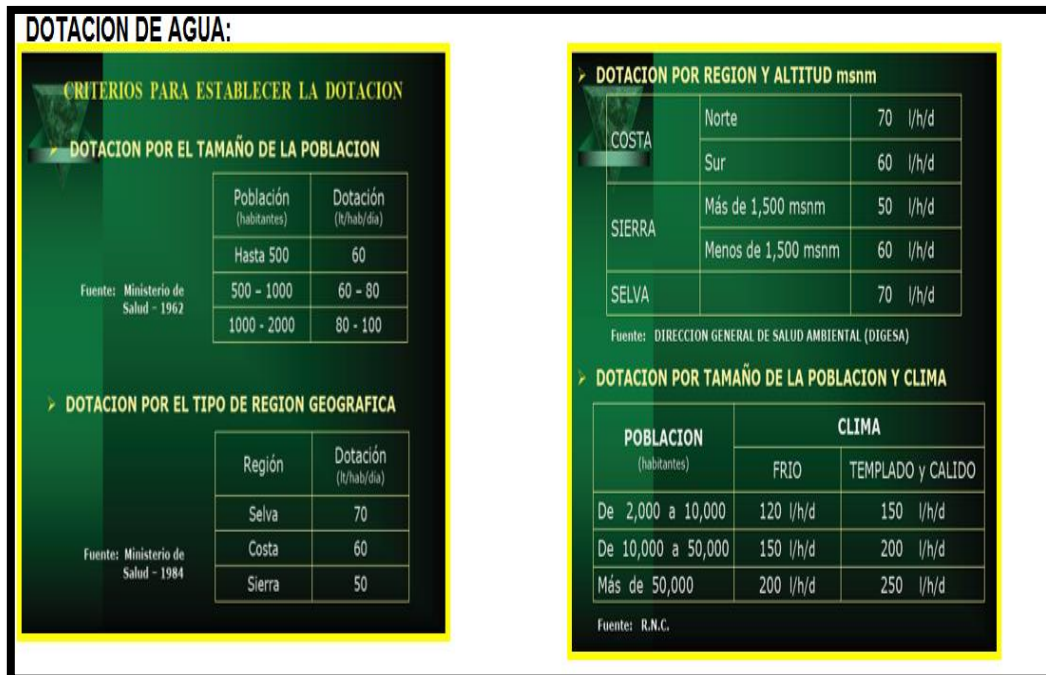 DOTACION DE AGUA:
CRITERIOS PARA ESTABLECER LA DOTACION
DOTACION POR EL TAMAÑO DE LA POBLACION
Población Dotación
(habitantes) (lt/hab/día)
Hasta 500 60
500 – 1000 60 – 80
1000 - 2000 80 - 100
Fuente: Ministerio de
Salud – 1962
DOTACION POR EL TIPO DE REGION GEOGRAFICA
Región Dotación
(lt/hab/día)
Selva 70
Costa 60
Sierra 50
Fuente: Ministerio de
Salud – 1984
DOTACION POR REGION Y ALTITUD msnm
COSTA Norte 70 l/h/d
Sur 60 l/h/d
SIERRA Más de 1,500 msnm 50 l/h/d
Menos de 1,500 msnm 60 l/h/d
SELVA 70 l/h/d
Fuente: DIRECCION GENERAL DE SALUD AMBIENTAL (DIGESA)
DOTACION POR TAMAÑO DE LA POBLACION Y CLIMA
POBLACION CLIMA
(habitantes) FRIO TEMPLADO y CALIDO
De 2,000 a 10,000 120 l/h/d 150 l/h/d
De 10,000 a 50,000 150 l/h/d 200 l/h/d
Más de 50,000 200 l/h/d 250 l/h/d
Fuente: R.N.C.